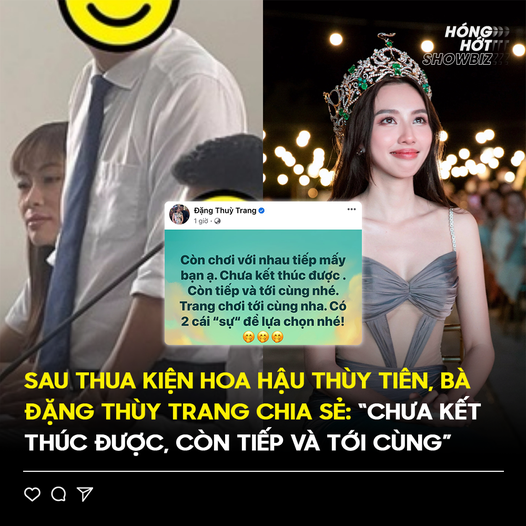 HÓNG
HỚT
SHOWBIZ
Đặng Thuỳ Trang
1 giờ ·
Còn chơi với nhau tiếp mấy
bạn ạ. Chưa kết thúc được .
Còn tiếp và tới cùng nhé.
Trang chơi tới cùng nha. Có
2 cái “sự“ để lựa chọn nhé!
SAU THUA KIỆN HOA HẬU THÙY TIÊN, BÀ
ĐẶNG THÙY TRANG CHIA SẺ: “CHƯA KẾT
THÚC ĐƯỢC, CÒN TIẾP VÀ TỚI CÙNG”